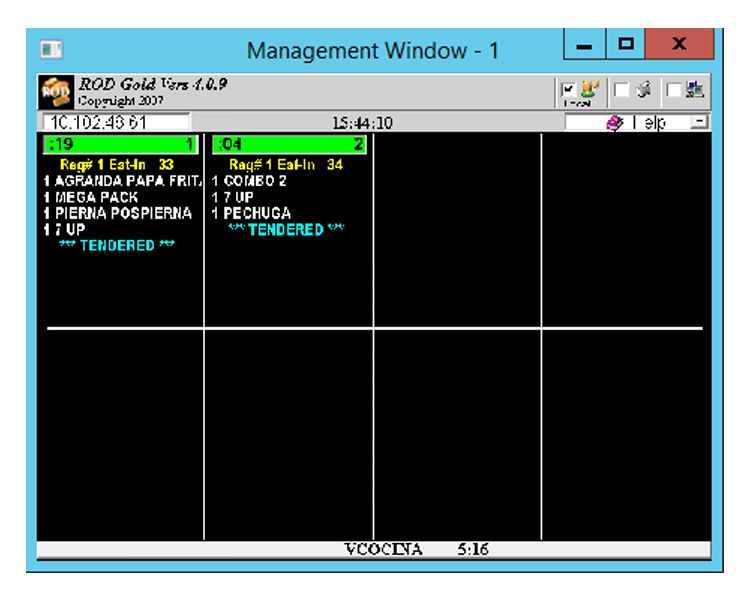 Management Window - 1
ROD
ROD Gold Vers 4.0.9
Copyright 2007
10.102.43.61
15:44:10
:19 1
Reg# 1 Eat-In 33
1 AGRANDA PAPA FRIT
1 MEGA PACK
1 PIERNA POSPIERNA
1 7 UP
*** TENDERED ***
:04 2
Reg# 1 Eat-In 34
1 COMBO 2
1 7 UP
1 PECHUGA
*** TENDERED ***
VCOCINA 5:16